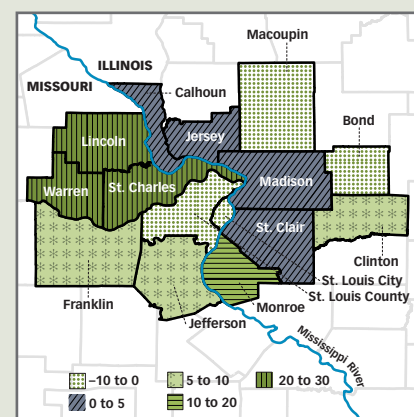 Macoupin
ILLINOIS
MISSOURI
Calhoun
Bond
Lincoln
Jersey
Warren
St. Charles
Madison
St. Clair
Clinton
St. Louis City
St. Louis County
Franklin
Monroe
Jefferson
Mississippi River
–10 to 0
5 to 10
20 to 30
0 to 5
10 to 20